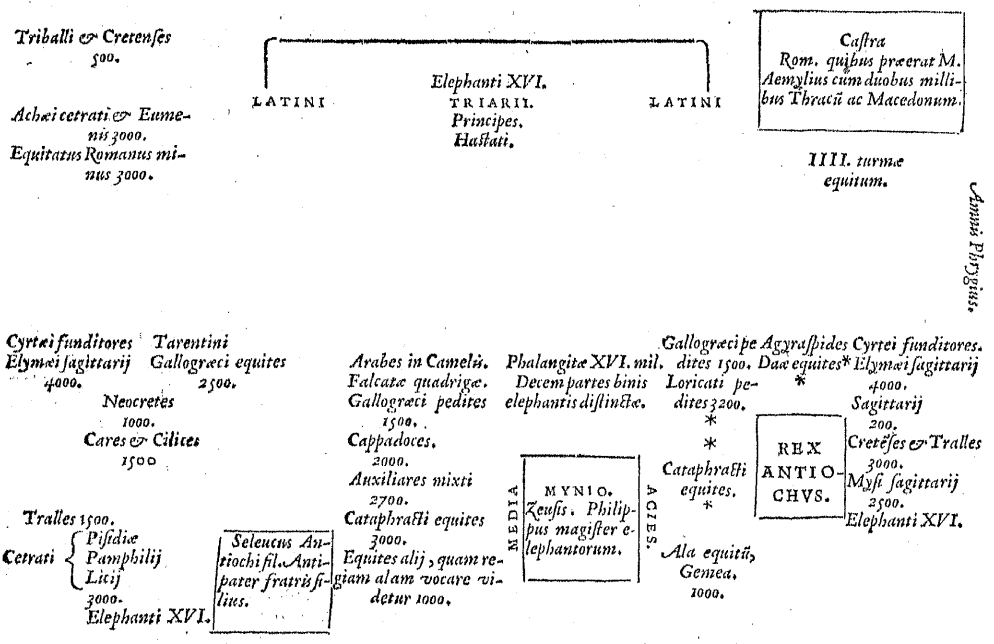 Triballi & Cretenſes
500.
Achæi cetrati & Eume-
nis 3000.
Equitatus Romanus mi-
nus 3000.
LATINI
Elephanti XVI.
TRIARII.
Principes.
Haſtati.
LATINI
Caſtra
Rom. quibus præerat M.
Aemylius cũm duobus milli-
bus Thracũ ac Macedonum.
IIII. turmæ
equitum.
Amnis Phrygius.
Cyrtæi funditores
Elymæi ſagittarij
4000.
Tarentini
Gallogræci equites
2500.
Neocretes
1000.
Cares & Cilices
1500
Tralles 1500.
Cetrati
Piſidiæ
Pamphilij
Licij
3000.
Elephanti XVI.
Seleucus An-
tiochi fil. Anti-
pater fratris fi-
lius.
Arabes in Camelis.
Falcatæ quadrigæ.
Gallogræci pedites
1500.
Cappadoces.
2000.
Auxiliares mixti
2700.
Cataphracti equites
3000.
Equites alij, quam re-
giam alam vocare vi-
detur 1000.
Phalangitæ XVI. mil.
Decem partes binis
elephantis diſtinctæ.
MEDIA
MYNIO.
Zeuſis. Philip-
pus magiſter e-
lephantorum.
ACIES.
Gallogræci pe
dites 1500.
Loricati pe-
dites 3200.
*
*
Cataphracti
equites.
*
Ala equitũ,
Gemea.
1000.
Agyraſpides
Daæ equites*
*
REX
ANTIO-
CHVS.
Cyrtei funditores.
Elymæi ſagittarij
4000.
Sagittarij
200.
Cretẽſes & Tralles
3000.
Myſi ſagittarij
2500.
Elephanti XVI.